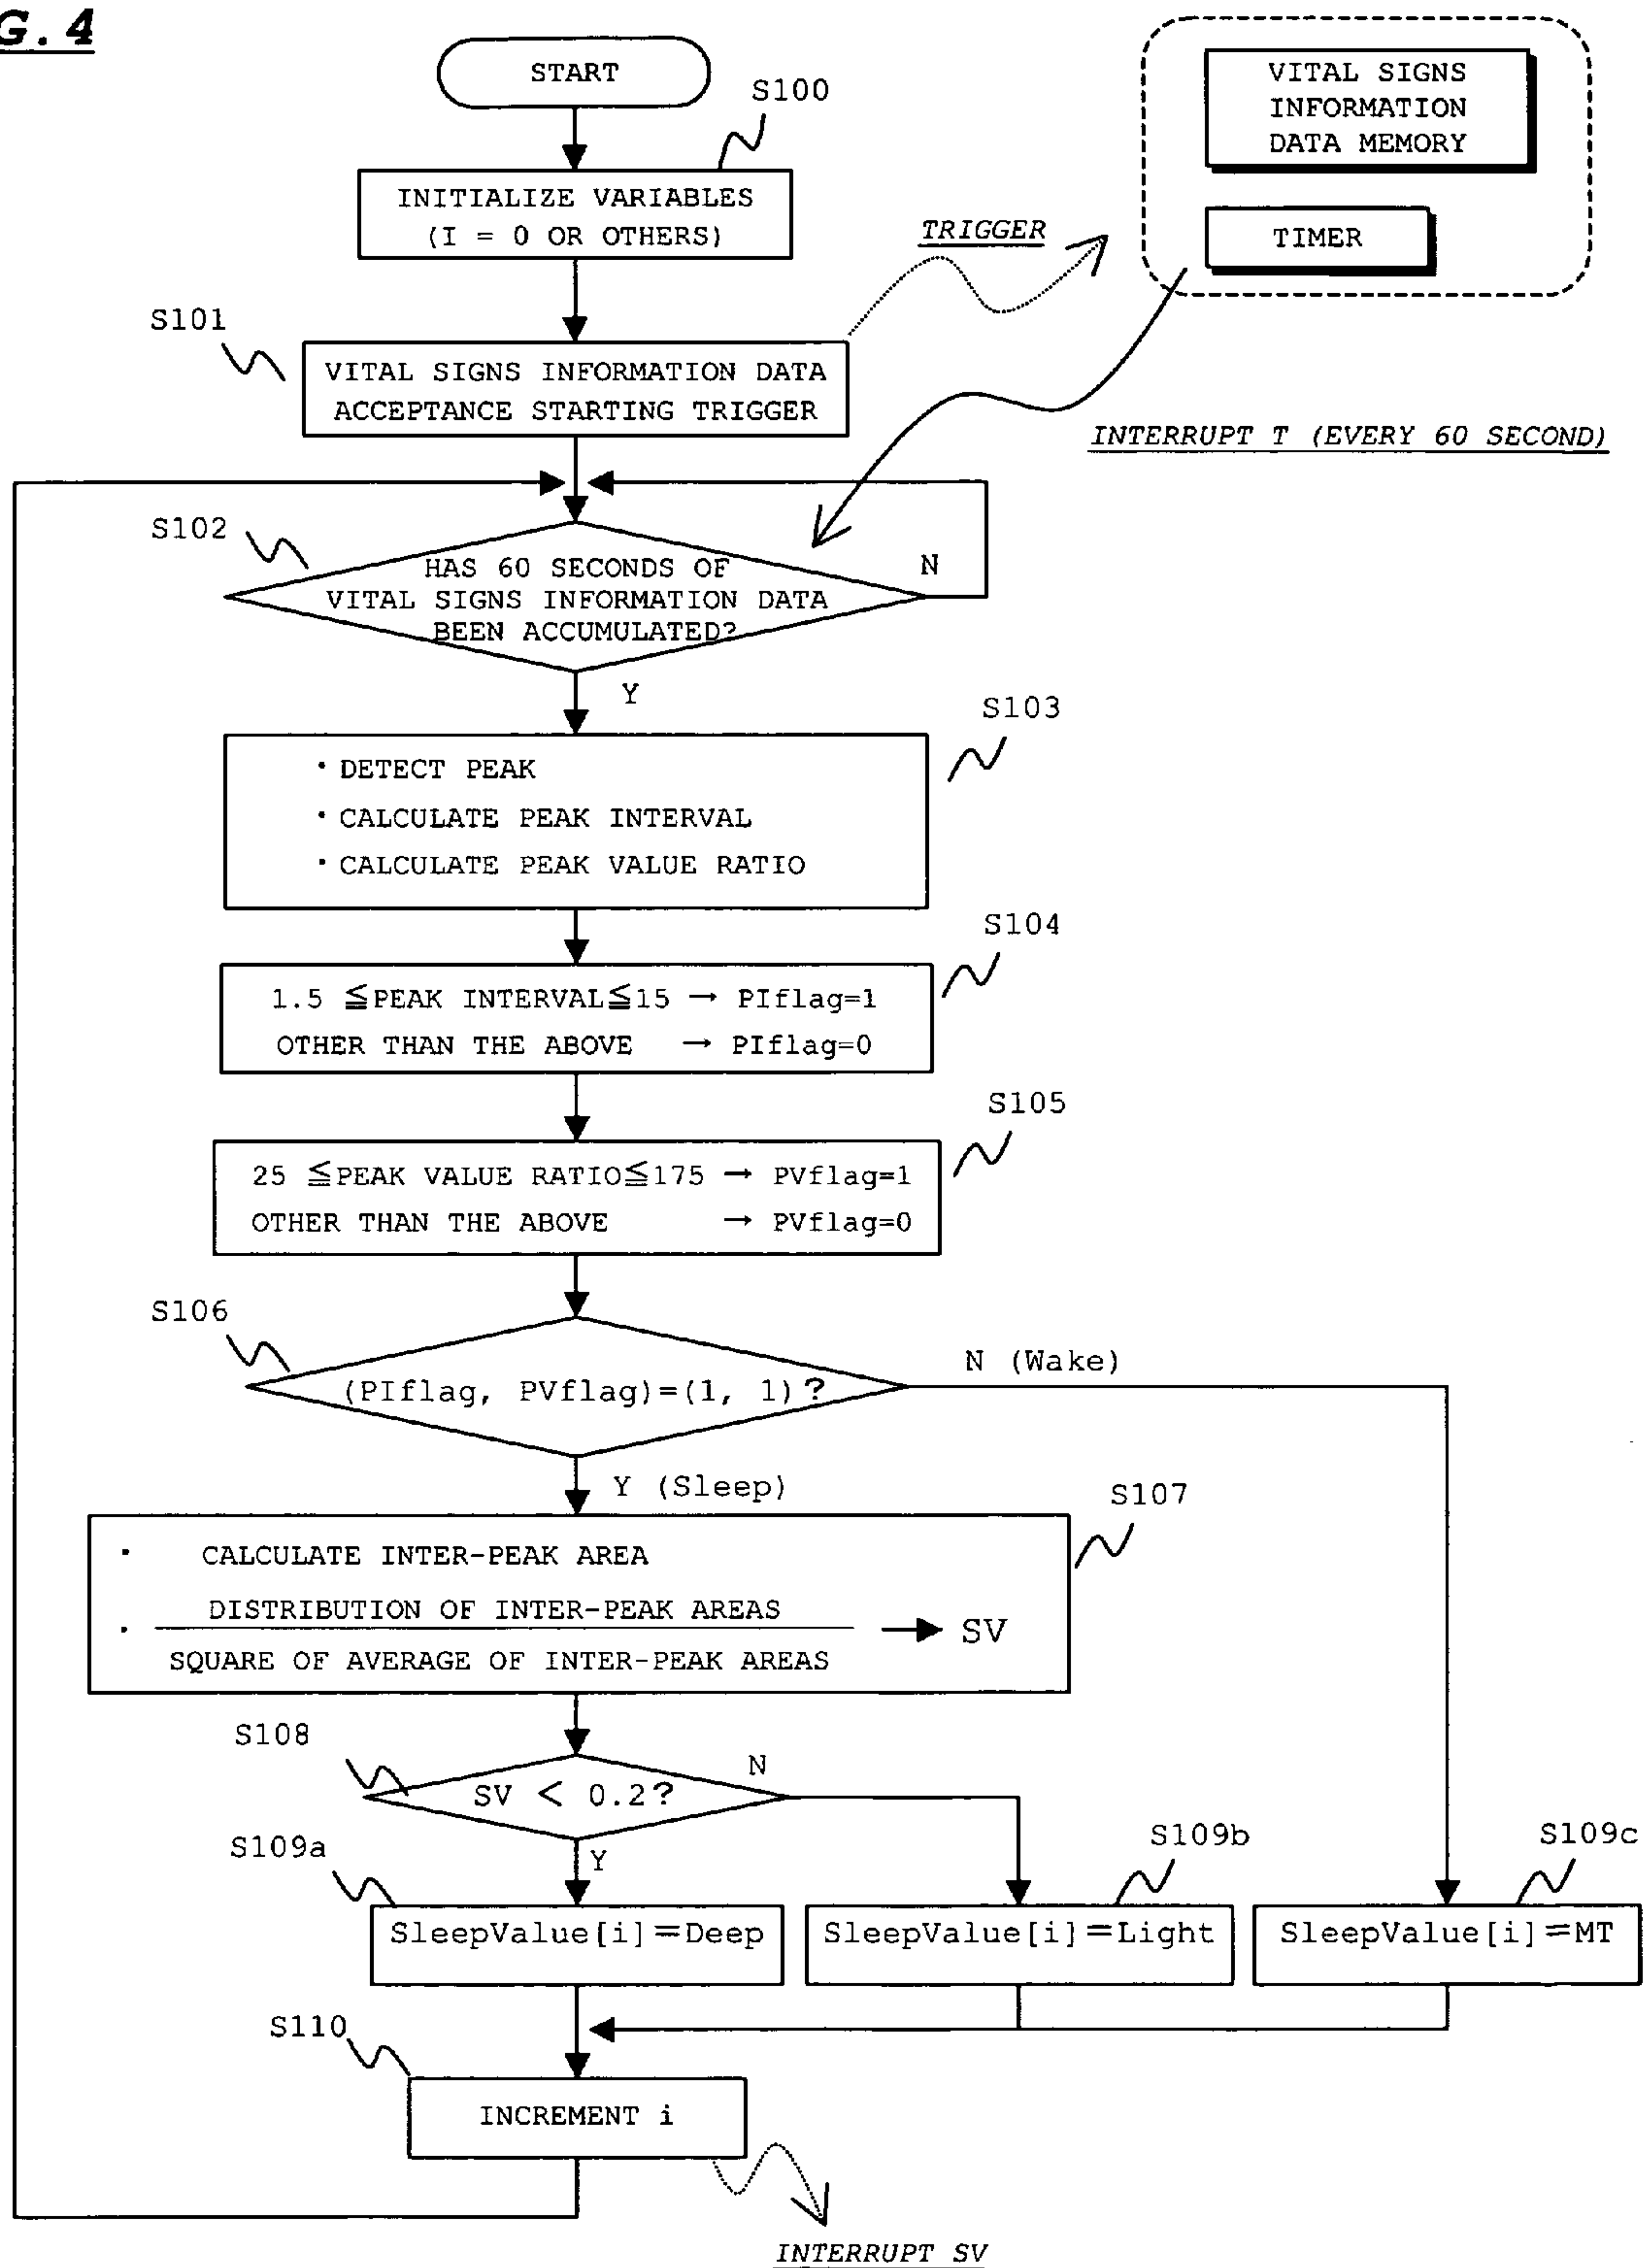 G. 4
START
S100
VITAL SIGNS
INFORMATION
DATA MEMORY
INITIALIZE VARIABLES
(I = 0 OR OTHERS)
TRIGGER
TIMER
S101
VITAL SIGNS INFORMATION DATA
ACCEPTANCE STARTING TRIGGER
INTERRUPT T (EVERY 60 SECOND)
S102
HAS 60 SECONDS OF
VITAL SIGNS INFORMATION DATA
BEEN ACCUMULATED?
N
Y
S103
・DETECT PEAK
・CALCULATE PEAK INTERVAL
・CALCULATE PEAK VALUE RATIO
S104
1.5 ≦PEAK INTERVAL≦15 → PIflag=1
OTHER THAN THE ABOVE → PIflag=0
S105
25 ≦PEAK VALUE RATIO≦175 → PVflag=1
OTHER THAN THE ABOVE → PVflag=0
S106
(PIflag, PVflag)=(1, 1)?
N (Wake)
Y (Sleep)
S107
・ CALCULATE INTER-PEAK AREA
・ DISTRIBUTION OF INTER-PEAK AREAS
SQUARE OF AVERAGE OF INTER-PEAK AREAS
→ SV
S108
SV < 0.2?
N
Y
S109a
S109b
S109c
SleepValue[i]=Deep
SleepValue[i]=Light
SleepValue[i]=MT
S110
INCREMENT i
INTERRUPT SV